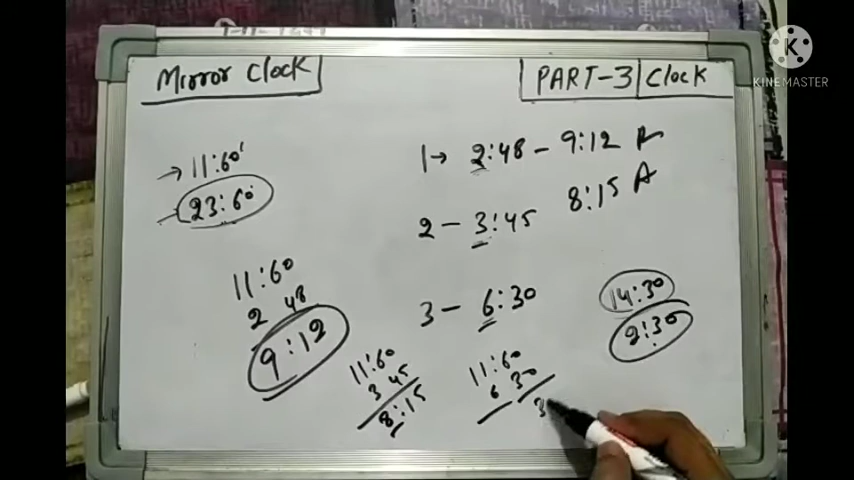 Mirror Clock
PART-3 Clock
K
KINEMASTER
→ 11:60'
23:60
11:60
2 48
9:12
1→ 2:48 - 9:12 A
2 - 3:45 8:15 A
3 - 6:30
14:30
2:30
11:60
3 45
8:15
11:60
6 30
3